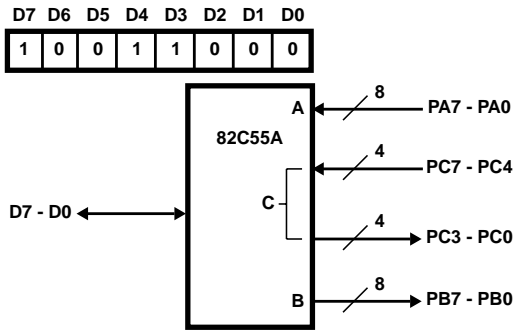 D7 D6 D5 D4 D3 D2 D1 D0
1 0 0 1 1 0 0 0
8
A
PA7 - PA0
82C55A
4
PC7 - PC4
C
D7 - D0
4
PC3 - PC0
8
B
PB7 - PB0